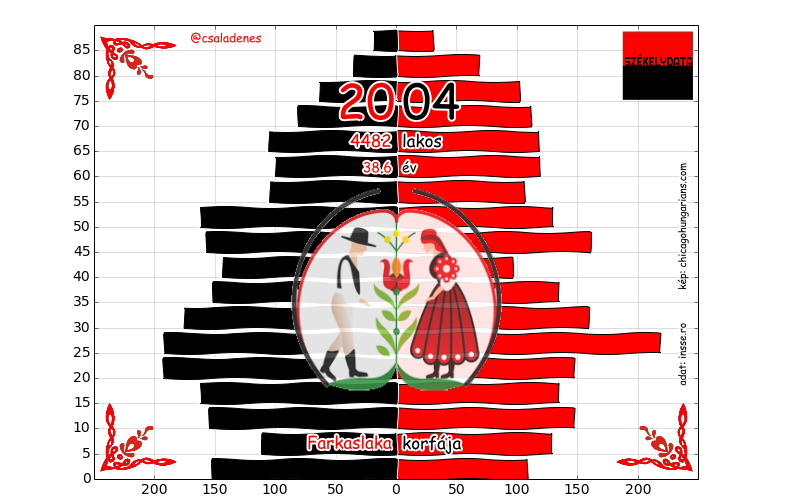 @csaladenes
SZÉKELYDATA
2004
4482 lakos
38.6 év
kép: chicagohungarians.com
adat: insse.ro
Farkaslaka korfája
85
80
75
70
65
60
55
50
45
40
35
30
25
20
15
10
5
0
200 150 100 50 0 50 100 150 200